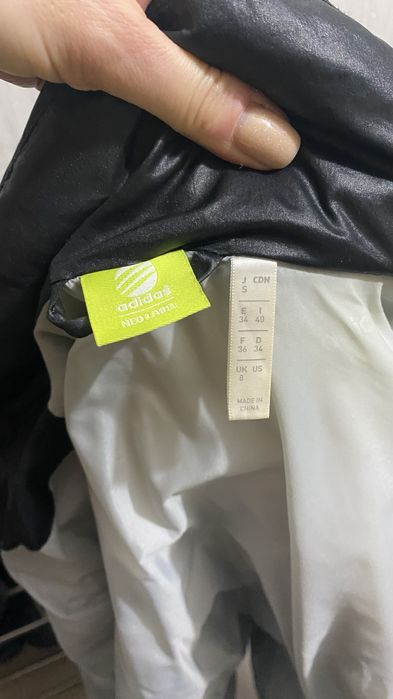 adidas
NEO LABEL
J CDN
S
E I
34 40
F D
36 34
UK US
8
MADE IN
CHINA